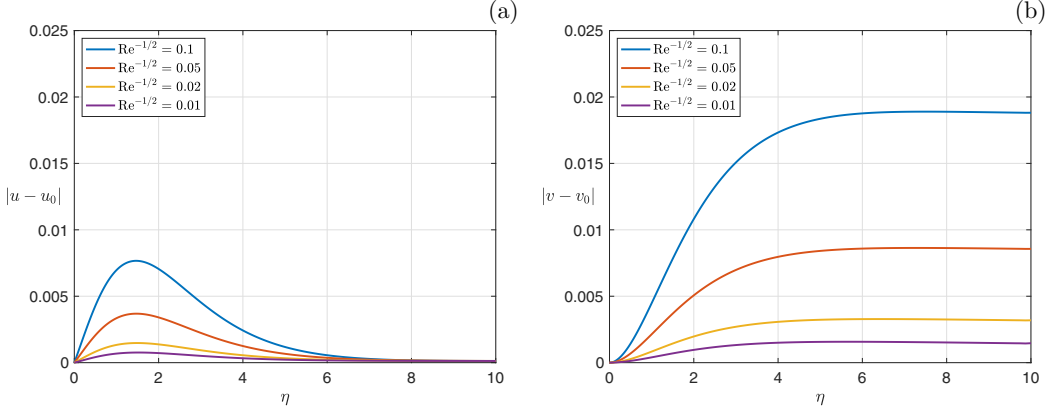 (a)
0.025
0.02
0.015
|u − u₀|
0.01
0.005
0
0 2 4 6 8 10
η
Re⁻¹/² = 0.1
Re⁻¹/² = 0.05
Re⁻¹/² = 0.02
Re⁻¹/² = 0.01
(b)
0.025
0.02
0.015
|v − v₀|
0.01
0.005
0
0 2 4 6 8 10
η
Re⁻¹/² = 0.1
Re⁻¹/² = 0.05
Re⁻¹/² = 0.02
Re⁻¹/² = 0.01